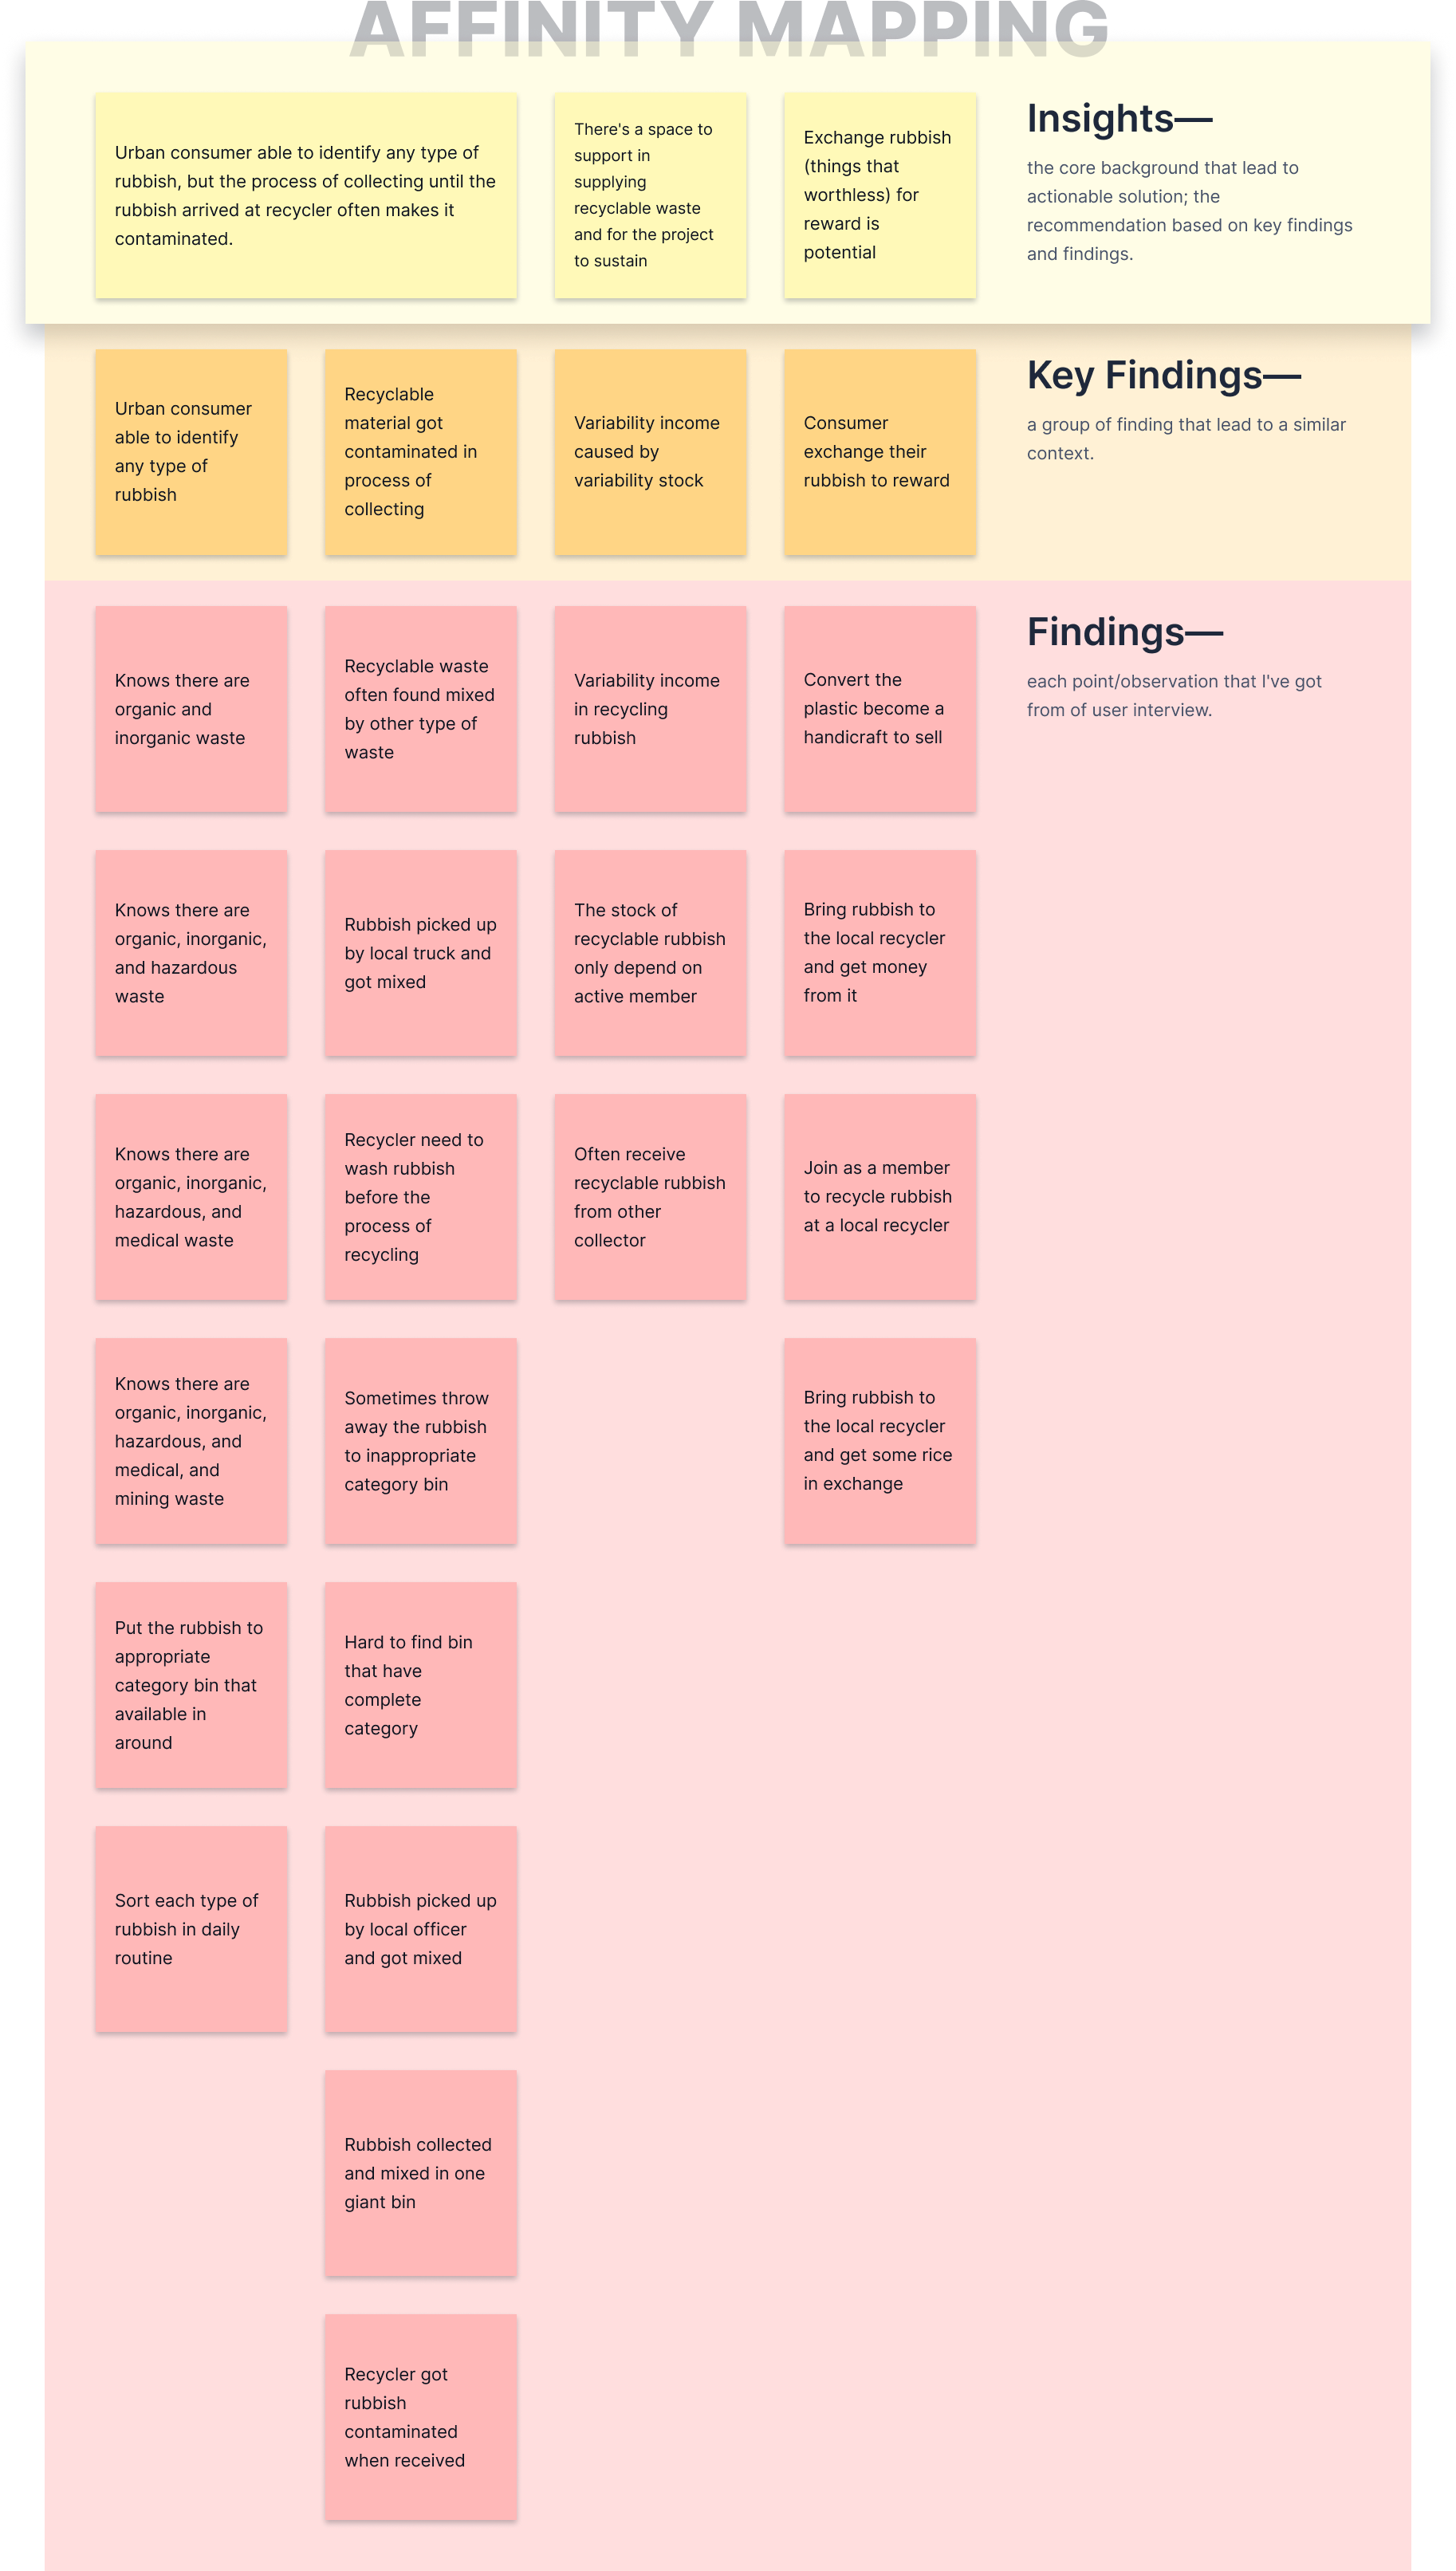 AFFINITY MAPPING
Urban consumer able to identify any type of
rubbish, but the process of collecting until the
rubbish arrived at recycler often makes it
contaminated.
There's a space to
support in
supplying
recyclable waste
and for the project
to sustain
Exchange rubbish
(things that
worthless) for
reward is
potential
Insights—
the core background that lead to
actionable solution; the
recommendation based on key findings
and findings.
Urban consumer
able to identify
any type of
rubbish
Recyclable
material got
contaminated in
process of
collecting
Variability income
caused by
variability stock
Consumer
exchange their
rubbish to reward
Key Findings—
a group of finding that lead to a similar
context.
Knows there are
organic and
inorganic waste
Recyclable waste
often found mixed
by other type of
waste
Variability income
in recycling
rubbish
Convert the
plastic become a
handicraft to sell
Findings—
each point/observation that I've got
from of user interview.
Knows there are
organic, inorganic,
and hazardous
waste
Rubbish picked up
by local truck and
got mixed
The stock of
recyclable rubbish
only depend on
active member
Bring rubbish to
the local recycler
and get money
from it
Knows there are
organic, inorganic,
hazardous, and
medical waste
Recycler need to
wash rubbish
before the
process of
recycling
Often receive
recyclable rubbish
from other
collector
Join as a member
to recycle rubbish
at a local recycler
Knows there are
organic, inorganic,
hazardous, and
medical, and
mining waste
Sometimes throw
away the rubbish
to inappropriate
category bin
Bring rubbish to
the local recycler
and get some rice
in exchange
Put the rubbish to
appropriate
category bin that
available in
around
Hard to find bin
that have
complete
category
Sort each type of
rubbish in daily
routine
Rubbish picked up
by local officer
and got mixed
Rubbish collected
and mixed in one
giant bin
Recycler got
rubbish
contaminated
when received